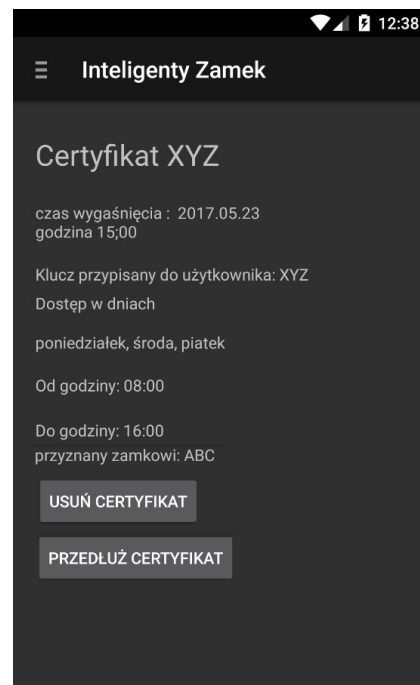 12:38
Inteligenty Zamek
Certyfikat XYZ
czas wygaśnięcia : 2017.05.23
godzina 15;00
Klucz przypisany do użytkownika: XYZ
Dostęp w dniach
poniedziałek, środa, piatek
Od godziny: 08:00
Do godziny: 16:00
przyznany zamkowi: ABC
USUŃ CERTYFIKAT
PRZEDŁUŻ CERTYFIKAT